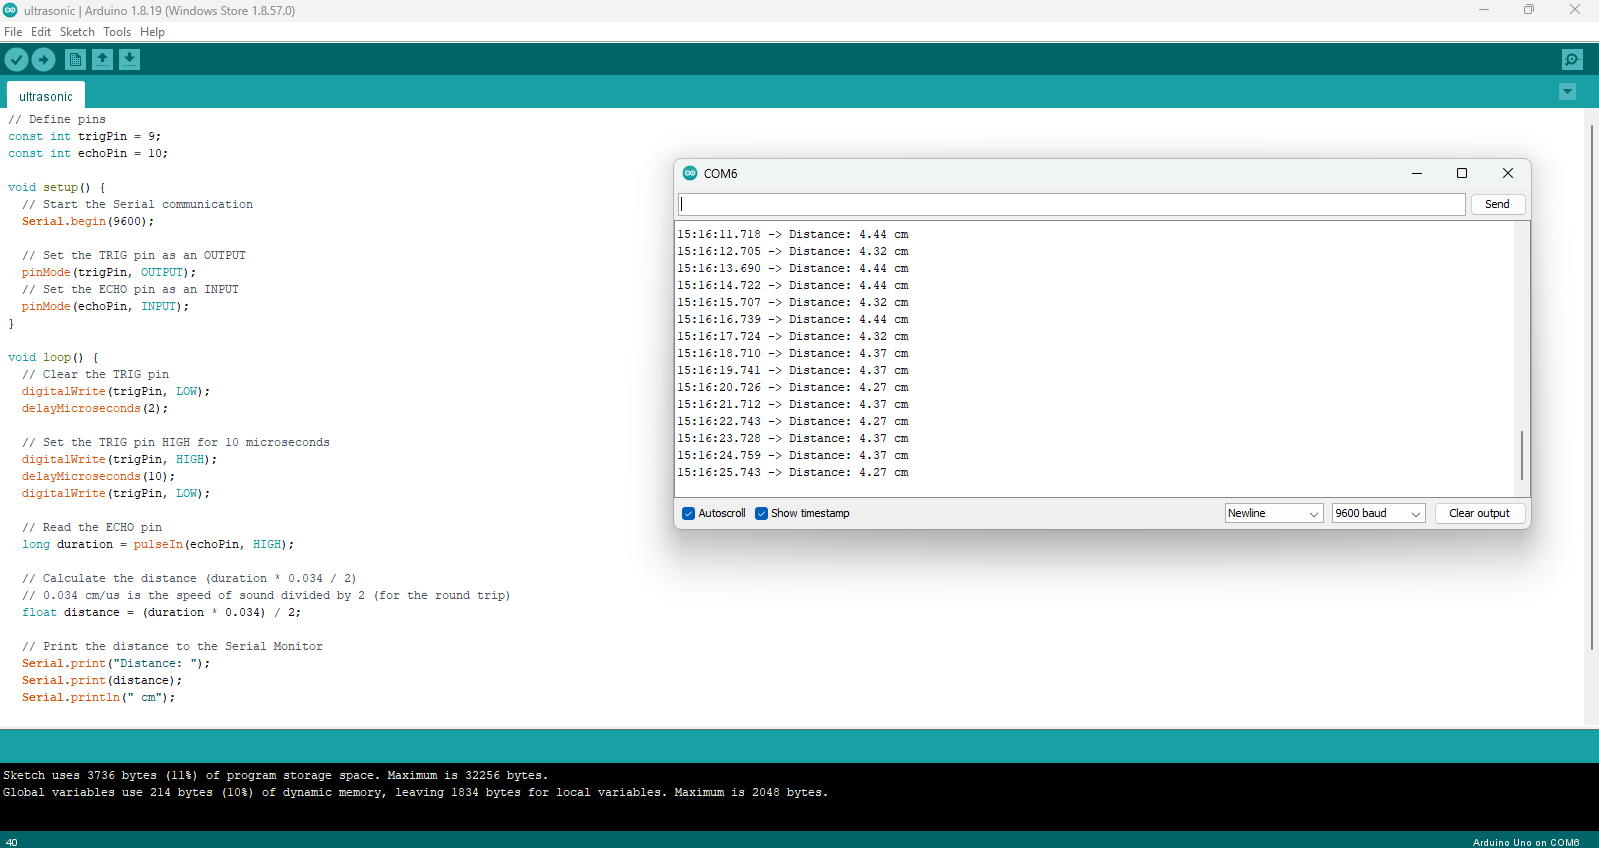 ultrasonic | Arduino 1.8.19 (Windows Store 1.8.57.0)
File Edit Sketch Tools Help
ultrasonic
// Define pins
const int trigPin = 9;
const int echoPin = 10;
void setup() {
// Start the Serial communication
Serial.begin(9600);
// Set the TRIG pin as an OUTPUT
pinMode(trigPin, OUTPUT);
// Set the ECHO pin as an INPUT
pinMode(echoPin, INPUT);
}
void loop() {
// Clear the TRIG pin
digitalWrite(trigPin, LOW);
delayMicroseconds(2);
// Set the TRIG pin HIGH for 10 microseconds
digitalWrite(trigPin, HIGH);
delayMicroseconds(10);
digitalWrite(trigPin, LOW);
// Read the ECHO pin
long duration = pulseIn(echoPin, HIGH);
// Calculate the distance (duration * 0.034 / 2)
// 0.034 cm/us is the speed of sound divided by 2 (for the round trip)
float distance = (duration * 0.034) / 2;
// Print the distance to the Serial Monitor
Serial.print("Distance: ");
Serial.print(distance);
Serial.println(" cm");
COM6
Send
15:16:11.718 -> Distance: 4.44 cm
15:16:12.705 -> Distance: 4.32 cm
15:16:13.690 -> Distance: 4.44 cm
15:16:14.722 -> Distance: 4.44 cm
15:16:15.707 -> Distance: 4.32 cm
15:16:16.739 -> Distance: 4.44 cm
15:16:17.724 -> Distance: 4.32 cm
15:16:18.710 -> Distance: 4.37 cm
15:16:19.741 -> Distance: 4.37 cm
15:16:20.726 -> Distance: 4.27 cm
15:16:21.712 -> Distance: 4.37 cm
15:16:22.743 -> Distance: 4.27 cm
15:16:23.728 -> Distance: 4.37 cm
15:16:24.759 -> Distance: 4.37 cm
15:16:25.743 -> Distance: 4.27 cm
Autoscroll Show timestamp Newline 9600 baud Clear output
Sketch uses 3736 bytes (11%) of program storage space. Maximum is 32256 bytes.
Global variables use 214 bytes (10%) of dynamic memory, leaving 1834 bytes for local variables. Maximum is 2048 bytes.
40 Arduino Uno on COM6